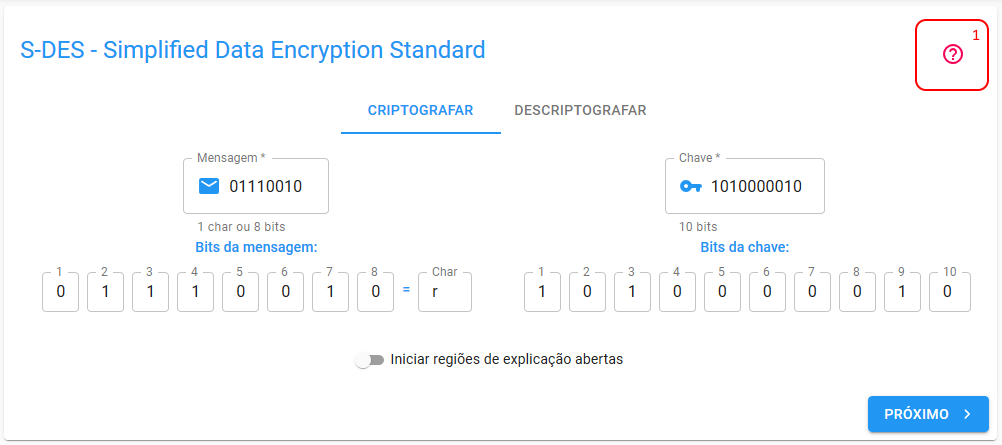 1
S-DES - Simplified Data Encryption Standard
CRIPTOGRAFAR DESCRIPTOGRAFAR
Mensagem * Chave *
01110010 1010000010
1 char ou 8 bits 10 bits
Bits da mensagem: Bits da chave:
1 2 3 4 5 6 7 8 Char 1 2 3 4 5 6 7 8 9 10
0 1 1 1 0 0 1 0 = r 1 0 1 0 0 0 0 0 1 0
Iniciar regiões de explicação abertas
PRÓXIMO